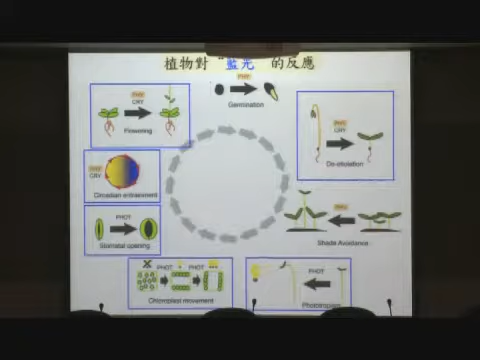 植物對“藍光”的反應
PHY
Germination
PHY
CRY
Flowering
PHY
CRY
De-etiolation
PHY
CRY
Circadian entrainment
PHOT
Stomatal opening
PHY
Shade Avoidance
PHOT
PHOT
Chloroplast movement
PHOT
Phototropism